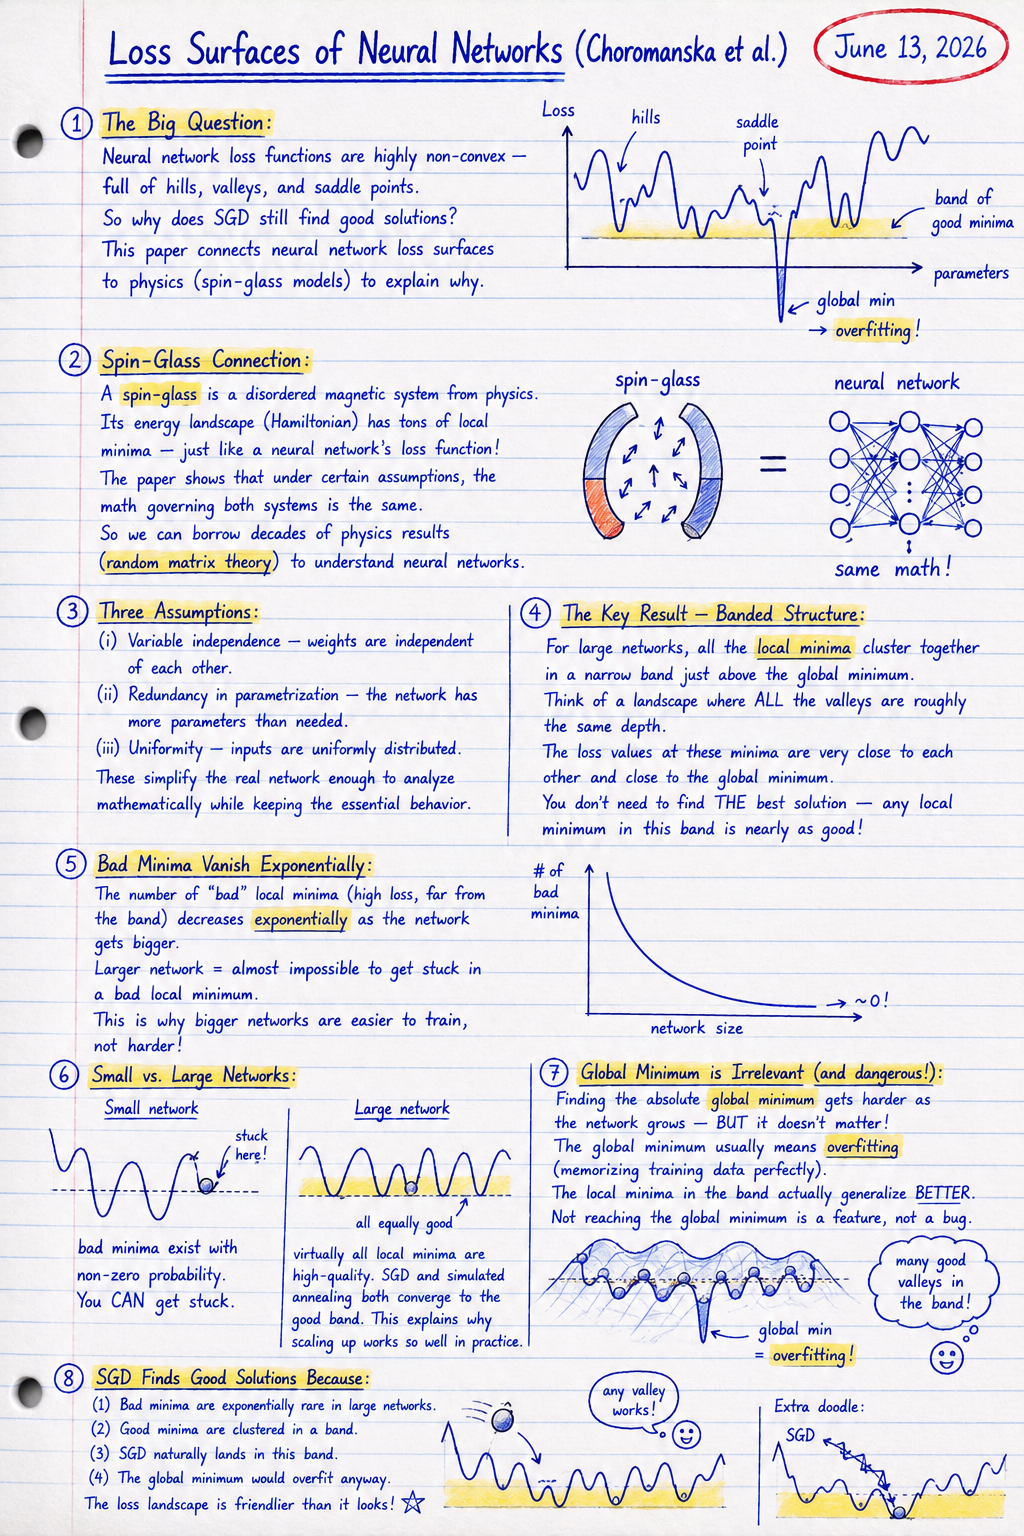 Loss Surfaces of Neural Networks (Choromanska et al.)
June 13, 2026
1 The Big Question:
Neural network loss functions are highly non-convex —
full of hills, valleys, and saddle points.
So why does SGD still find good solutions?
This paper connects neural network loss surfaces
to physics (spin-glass models) to explain why.
Loss
hills
saddle
point
band of
good minima
parameters
global min
→ overfitting!
2 Spin-Glass Connection:
A spin-glass is a disordered magnetic system from physics.
Its energy landscape (Hamiltonian) has tons of local
minima — just like a neural network's loss function!
The paper shows that under certain assumptions, the
math governing both systems is the same.
So we can borrow decades of physics results
(random matrix theory) to understand neural networks.
spin-glass
=
neural network
same math!
3 Three Assumptions:
(i) Variable independence — weights are independent
of each other.
(ii) Redundancy in parametrization — the network has
more parameters than needed.
(iii) Uniformity — inputs are uniformly distributed.
These simplify the real network enough to analyze
mathematically while keeping the essential behavior.
4 The Key Result — Banded Structure:
For large networks, all the local minima cluster together
in a narrow band just above the global minimum.
Think of a landscape where ALL the valleys are roughly
the same depth.
The loss values at these minima are very close to each
other and close to the global minimum.
You don't need to find THE best solution — any local
minimum in this band is nearly as good!
5 Bad Minima Vanish Exponentially:
The number of "bad" local minima (high loss, far from
the band) decreases exponentially as the network
gets bigger.
Larger network = almost impossible to get stuck in
a bad local minimum.
This is why bigger networks are easier to train,
not harder!
# of
bad
minima
→ ~0!
network size
6 Small vs. Large Networks:
Small network
stuck
here!
bad minima exist with
non-zero probability.
You CAN get stuck.
Large network
all equally good
virtually all local minima are
high-quality. SGD and simulated
annealing both converge to the
good band. This explains why
scaling up works so well in practice.
7 Global Minimum is Irrelevant (and dangerous!):
Finding the absolute global minimum gets harder as
the network grows — BUT it doesn't matter!
The global minimum usually means overfitting
(memorizing training data perfectly).
The local minima in the band actually generalize BETTER.
Not reaching the global minimum is a feature, not a bug.
many good
valleys in
the band!
global min
= overfitting!
8 SGD Finds Good Solutions Because:
(1) Bad minima are exponentially rare in large networks.
(2) Good minima are clustered in a band.
(3) SGD naturally lands in this band.
(4) The global minimum would overfit anyway.
The loss landscape is friendlier than it looks! ☆
any valley
works!
Extra doodle:
SGD